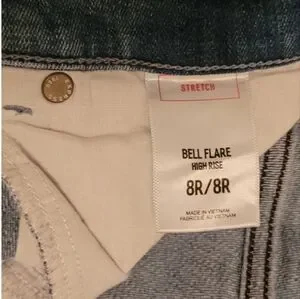 STRETCH
BELL FLARE
HIGH RISE
8R/8R
MADE IN VIETNAM
FABRIQUÉ AU VIETNAM